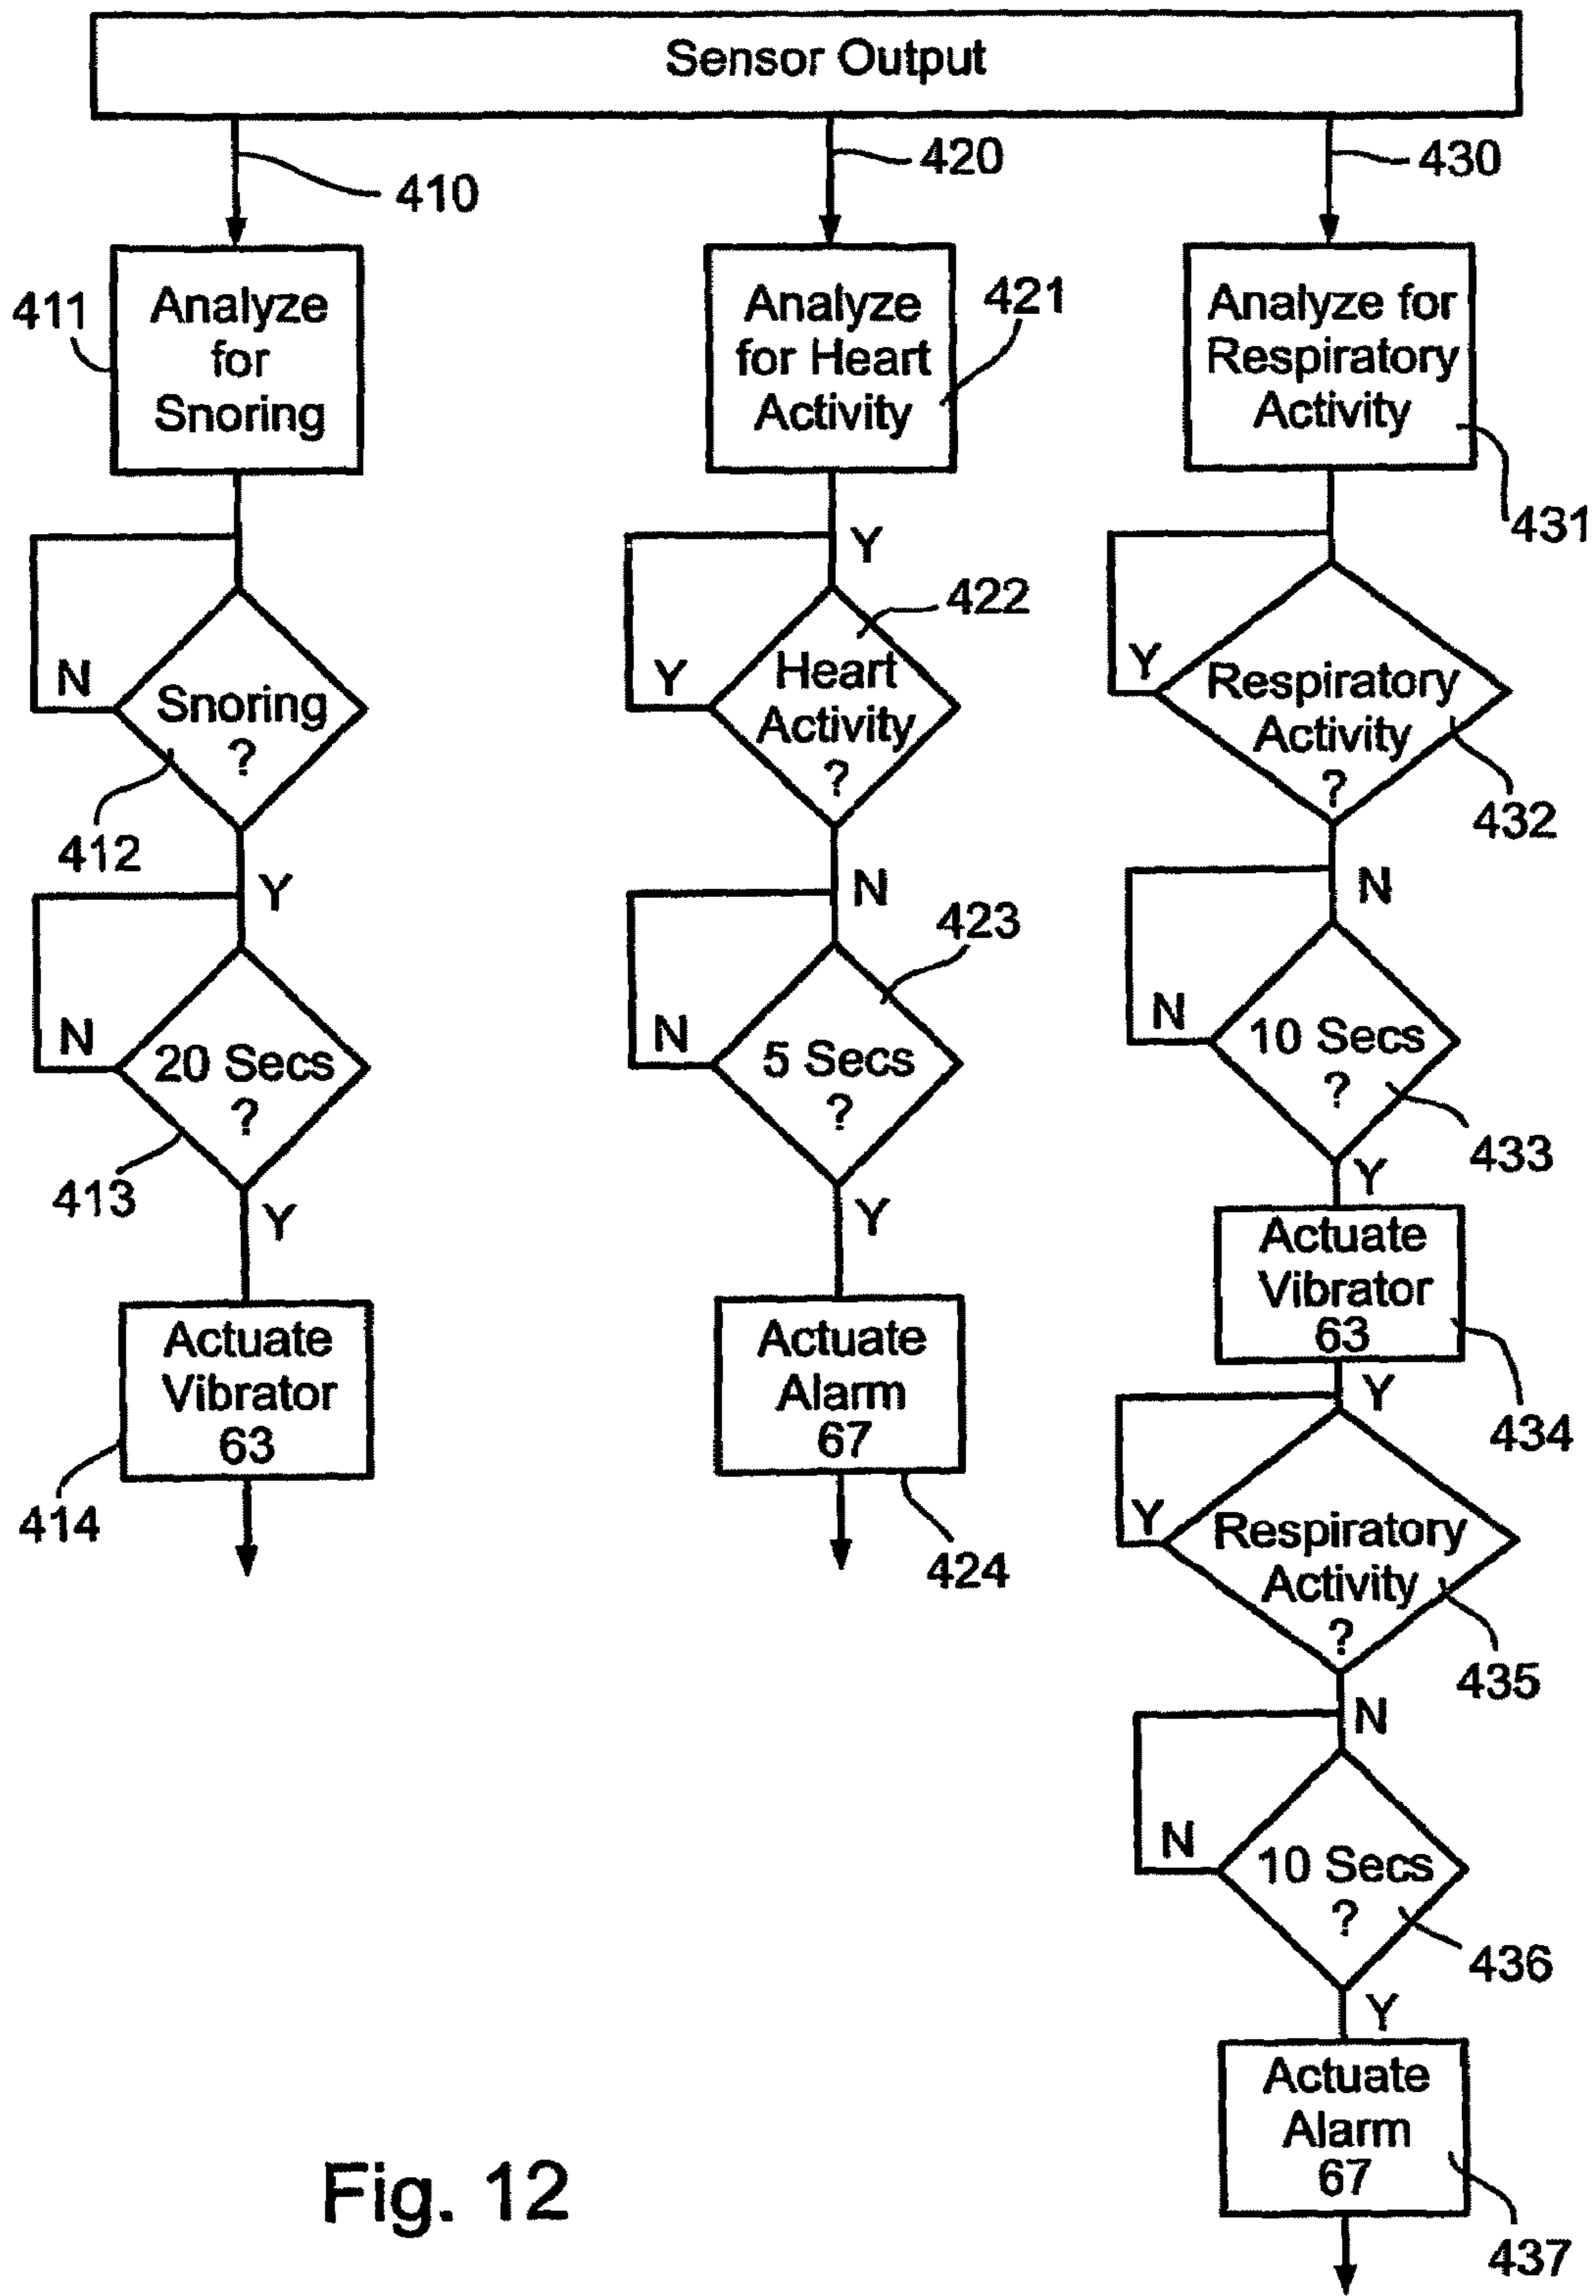 Sensor Output
410
420
430
411
Analyze
for
Snoring
N
Snoring
?
412
Y
N
20 Secs
?
413
Y
Actuate
Vibrator
63
414
Analyze
for Heart
Activity
421
Y
422
Y
Heart
Activity
?
N
423
N
5 Secs
?
Y
Actuate
Alarm
67
424
Analyze for
Respiratory
Activity
431
Y
Respiratory
Activity
?
432
N
N
10 Secs
?
433
Y
Actuate
Vibrator
63
434
Y
Y
Respiratory
Activity
?
435
N
N
10 Secs
?
436
Y
Actuate
Alarm
67
437
Fig. 12